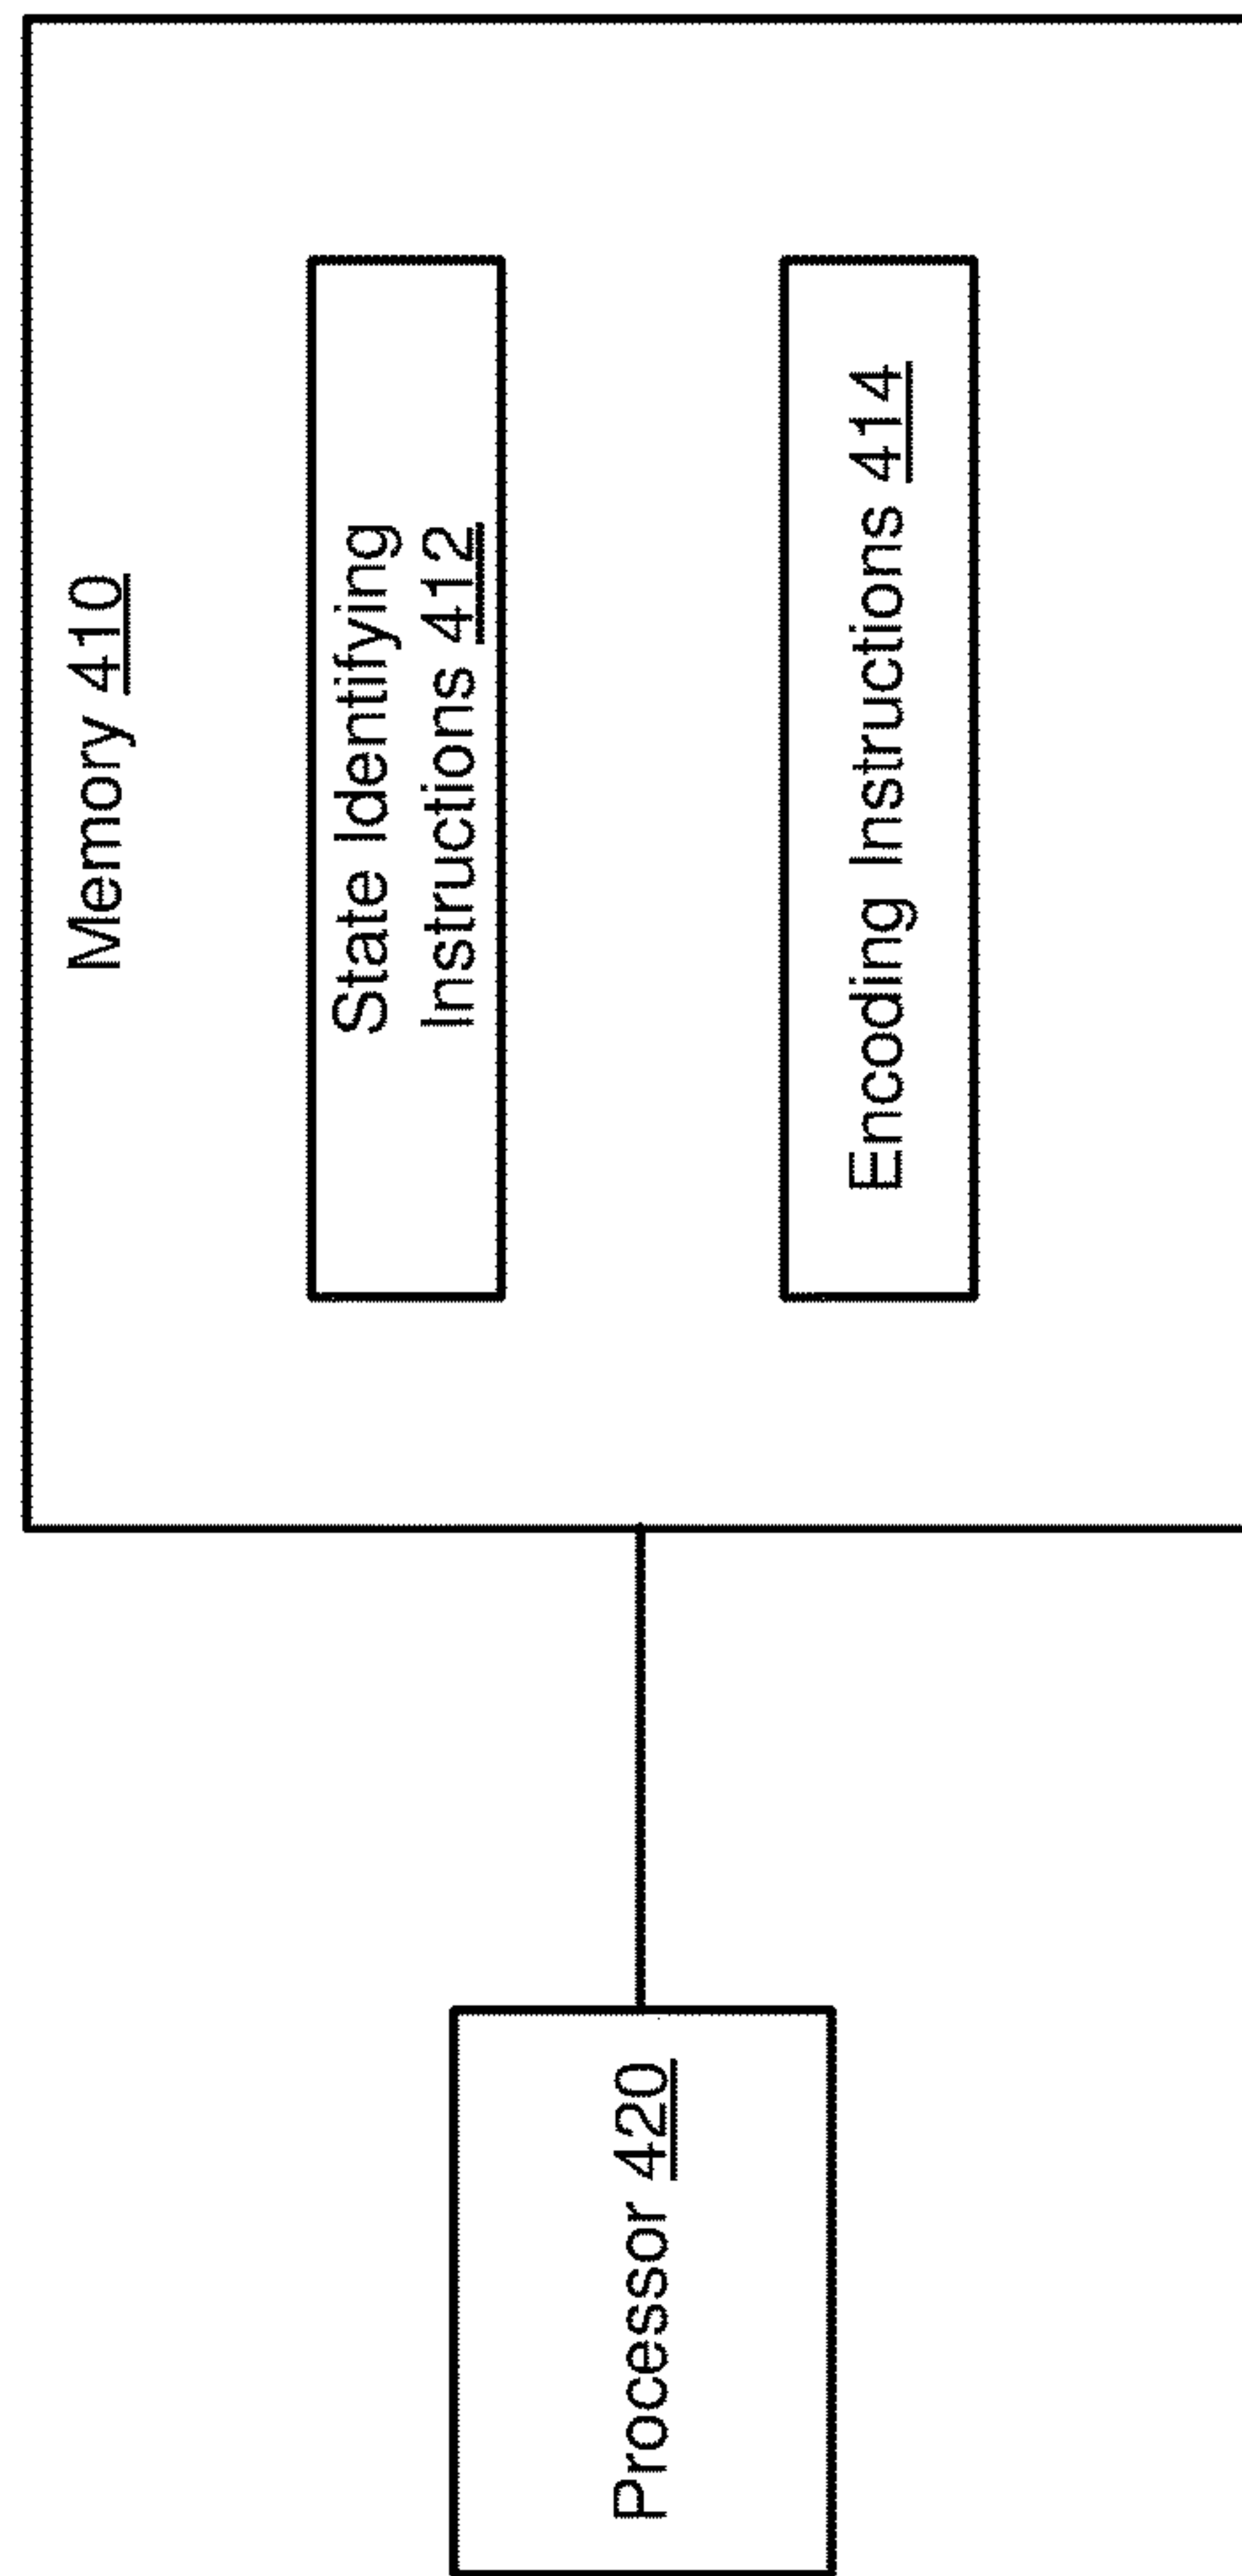 Memory 410
State Identifying
Instructions 412
Encoding Instructions 414
Processor 420